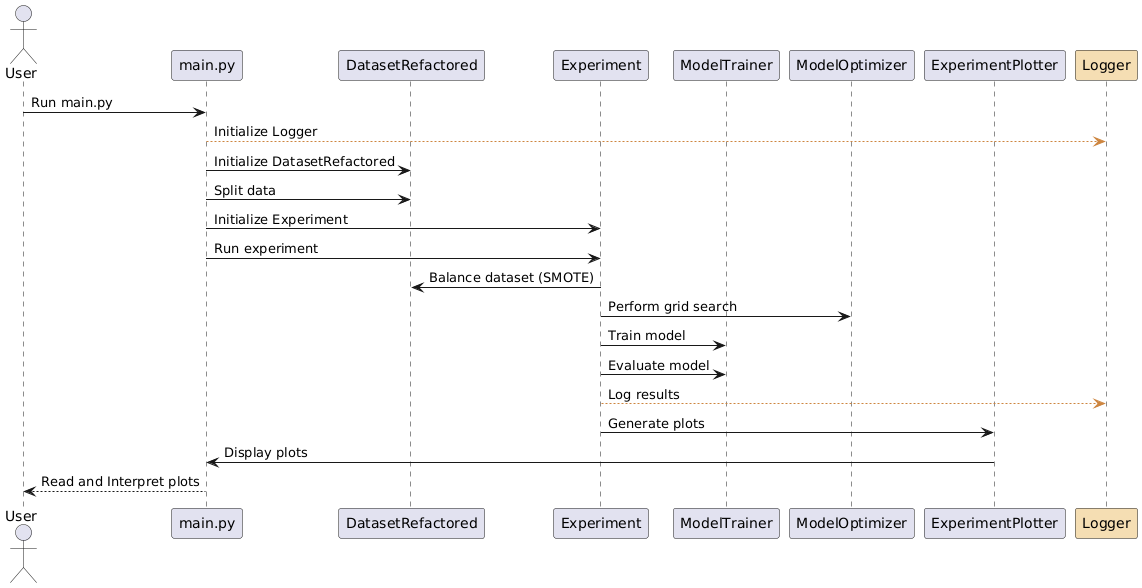 User
main.py
DatasetRefactored
Experiment
ModelTrainer
ModelOptimizer
ExperimentPlotter
Logger
Run main.py
Initialize Logger
Initialize DatasetRefactored
Split data
Initialize Experiment
Run experiment
Balance dataset (SMOTE)
Perform grid search
Train model
Evaluate model
Log results
Generate plots
Display plots
Read and Interpret plots
User
main.py
DatasetRefactored
Experiment
ModelTrainer
ModelOptimizer
ExperimentPlotter
Logger